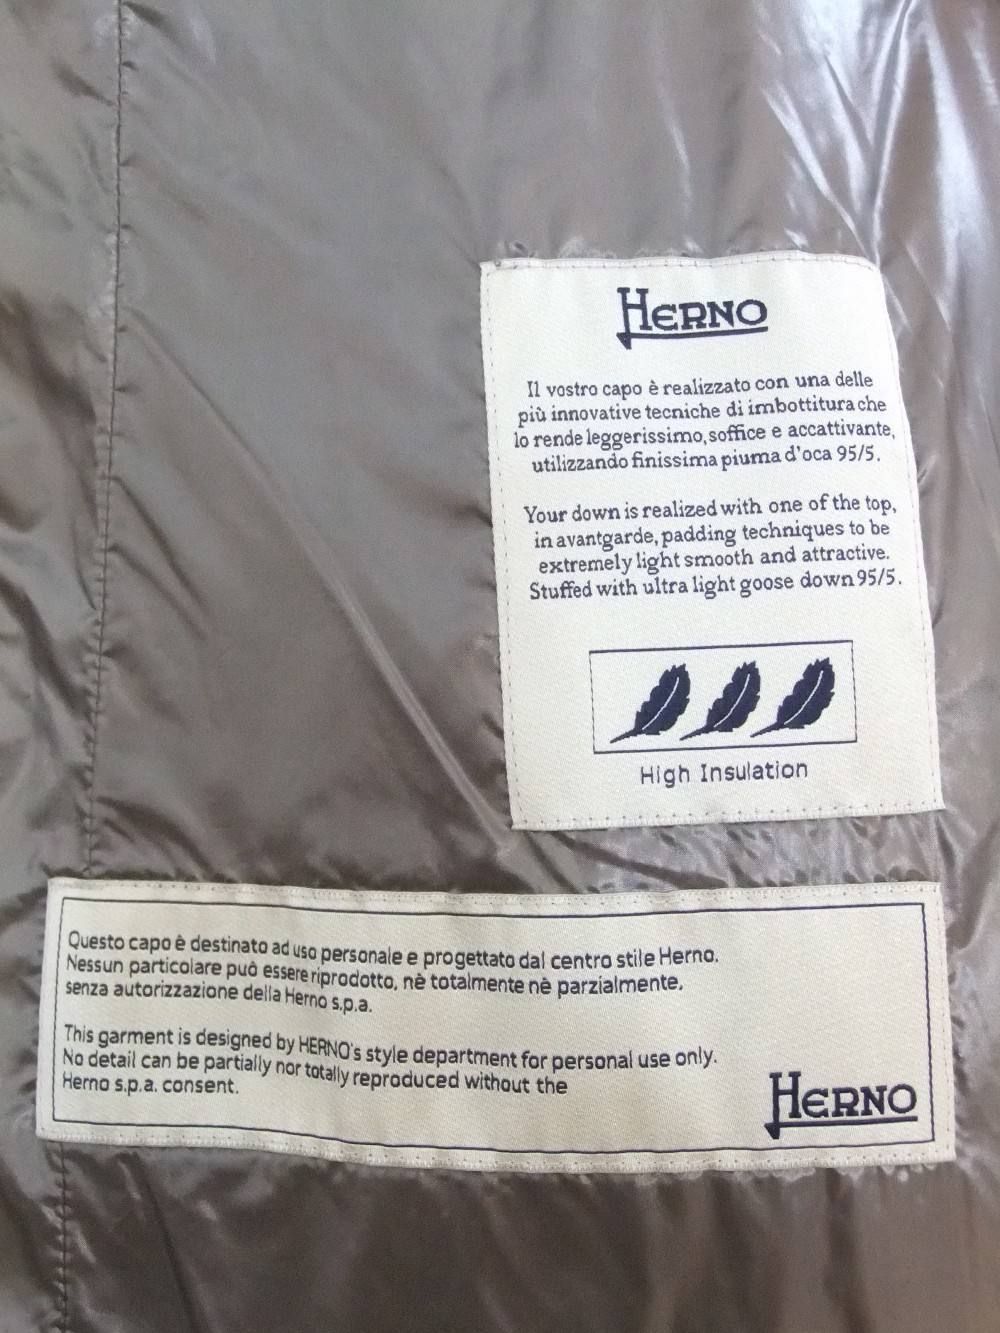 HERNO
Il vostro capo è realizzato con una delle
più innovative tecniche di imbottitura che
lo rende leggerissimo, soffice e accattivante,
utilizzando finissima piuma d'oca 95/5.
Your down is realized with one of the top,
in avantgarde, padding techniques to be
extremely light smooth and attractive.
Stuffed with ultra light goose down 95/5.
High Insulation
Questo capo è destinato ad uso personale e progettato dal centro stile Herno.
Nessun particolare può essere riprodotto, nè totalmente nè parzialmente,
senza autorizzazione della Herno s.p.a.
This garment is designed by HERNO's style department for personal use only.
No detail can be partially nor totally reproduced without the
Herno s.p.a. consent.
HERNO